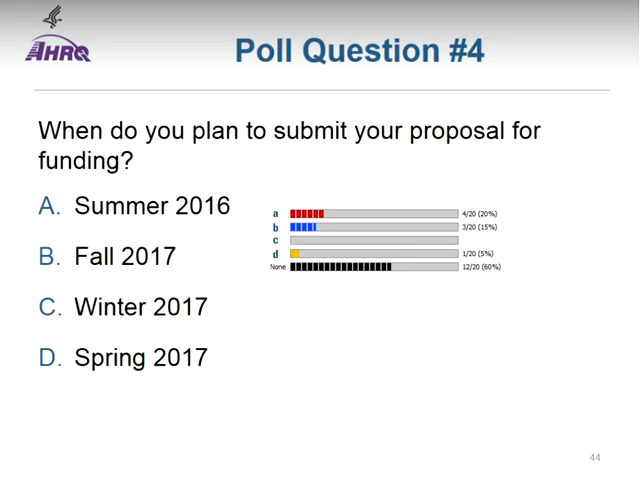 AHRQ
Poll Question #4
When do you plan to submit your proposal for
funding?
A. Summer 2016
B. Fall 2017
C. Winter 2017
D. Spring 2017
a 4/20 (20%)
b 3/20 (15%)
c
d 1/20 (5%)
None 12/20 (60%)
44